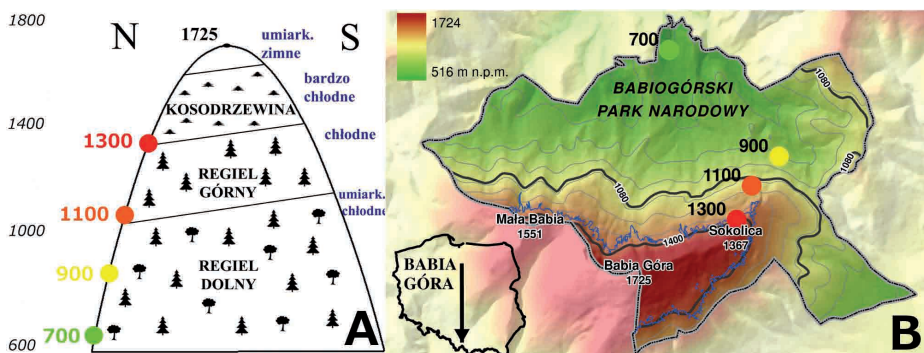 1800
1400
1000
600
N
1725
S
umiark.
zimne
bardzo
chłodne
KOSODRZEWINA
chłodne
1300
REGIEL
GÓRNY
umiark.
chłodne
1100
REGIEL
DOLNY
900
700
A
1724
516 m n.p.m.
700
BABIOGÓRSKI
PARK NARODOWY
1080
900
1080
1100
1080
1300
Mała Babia
1551
1400
Sokolica
1367
Babia Góra
1725
BABIA
GÓRA
B